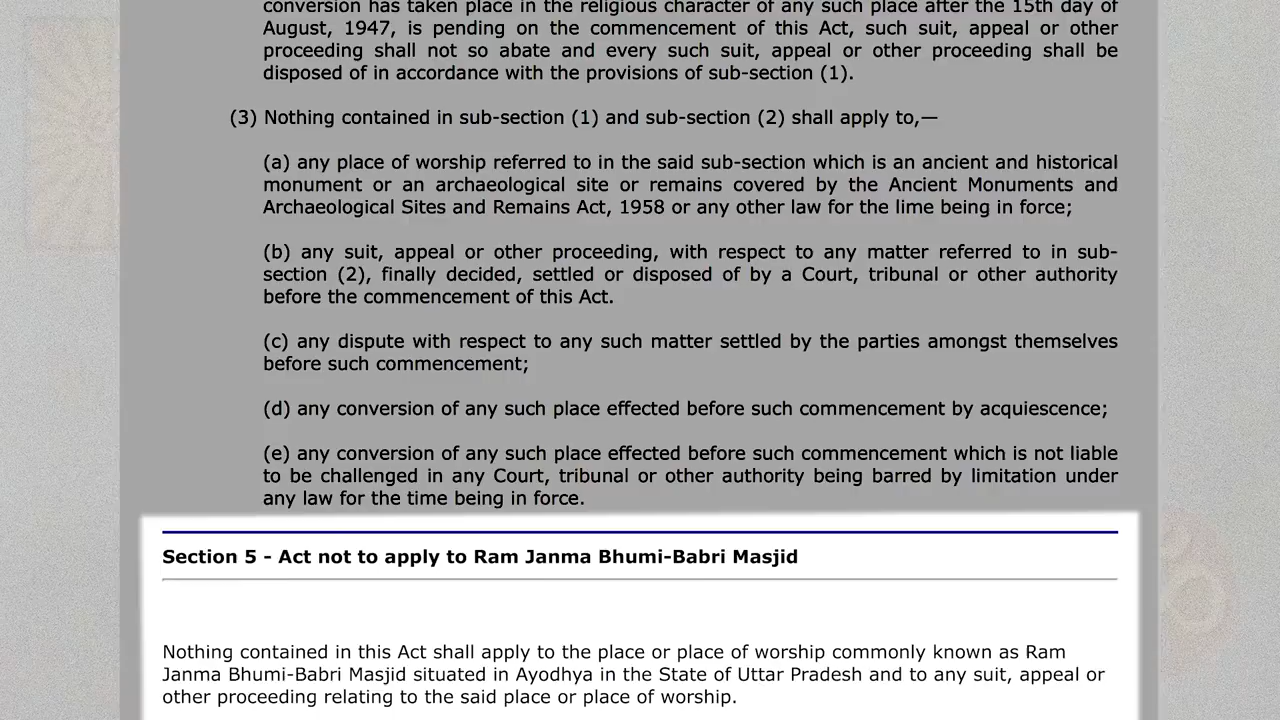 conversion has taken place in the religious character of any such place after the 15th day of
August, 1947, is pending on the commencement of this Act, such suit, appeal or other
proceeding shall not so abate and every such suit, appeal or other proceeding shall be
disposed of in accordance with the provisions of sub-section (1).
(3) Nothing contained in sub-section (1) and sub-section (2) shall apply to,—
(a) any place of worship referred to in the said sub-section which is an ancient and historical
monument or an archaeological site or remains covered by the Ancient Monuments and
Archaeological Sites and Remains Act, 1958 or any other law for the lime being in force;
(b) any suit, appeal or other proceeding, with respect to any matter referred to in sub-
section (2), finally decided, settled or disposed of by a Court, tribunal or other authority
before the commencement of this Act.
(c) any dispute with respect to any such matter settled by the parties amongst themselves
before such commencement;
(d) any conversion of any such place effected before such commencement by acquiescence;
(e) any conversion of any such place effected before such commencement which is not liable
to be challenged in any Court, tribunal or other authority being barred by limitation under
any law for the time being in force.
Section 5 - Act not to apply to Ram Janma Bhumi-Babri Masjid
Nothing contained in this Act shall apply to the place or place of worship commonly known as Ram
Janma Bhumi-Babri Masjid situated in Ayodhya in the State of Uttar Pradesh and to any suit, appeal or
other proceeding relating to the said place or place of worship.